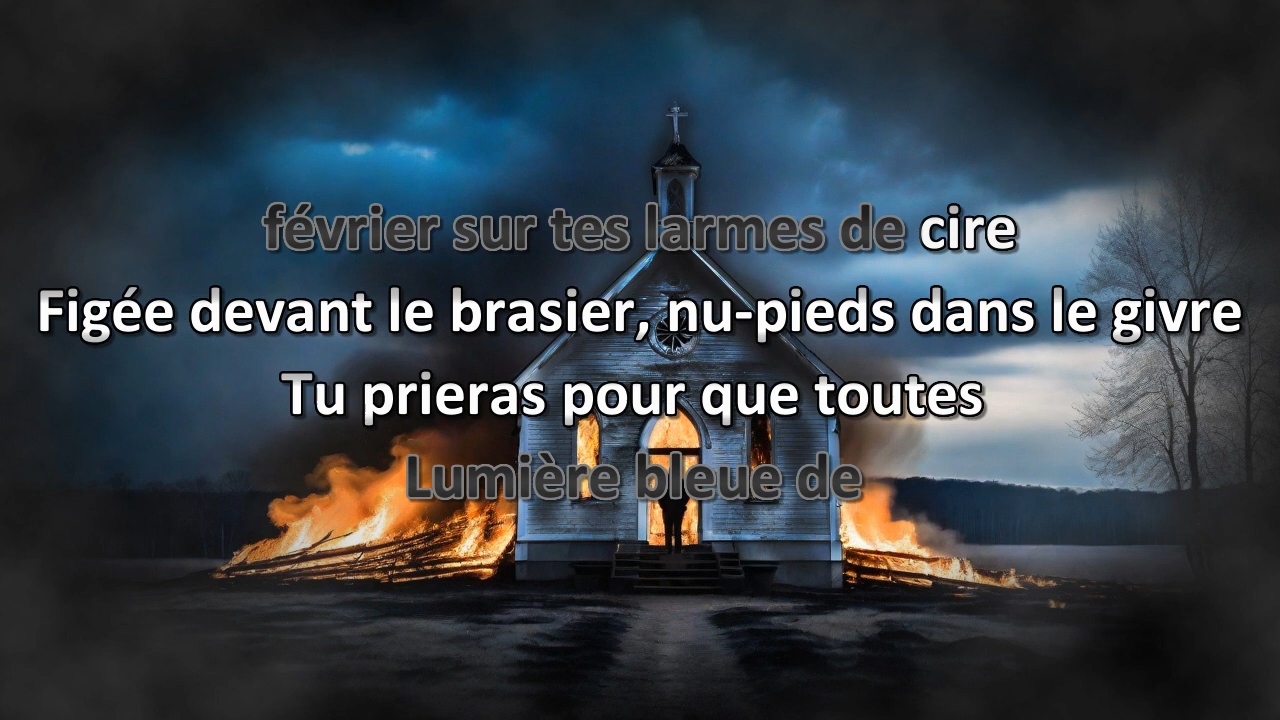 février sur tes larmes de cire
Figée devant le brasier, nu-pieds dans le givre
Tu prieras pour que toutes
Lumière bleue de